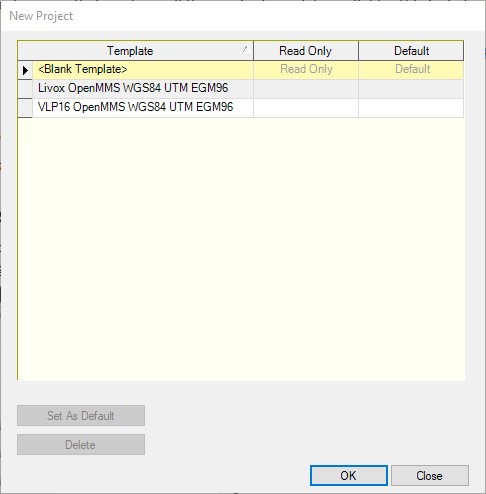 New Project
Template Read Only Default
<Blank Template> Read Only Default
Livox OpenMMS WGS84 UTM EGM96
VLP16 OpenMMS WGS84 UTM EGM96
Set As Default
Delete
OK Close